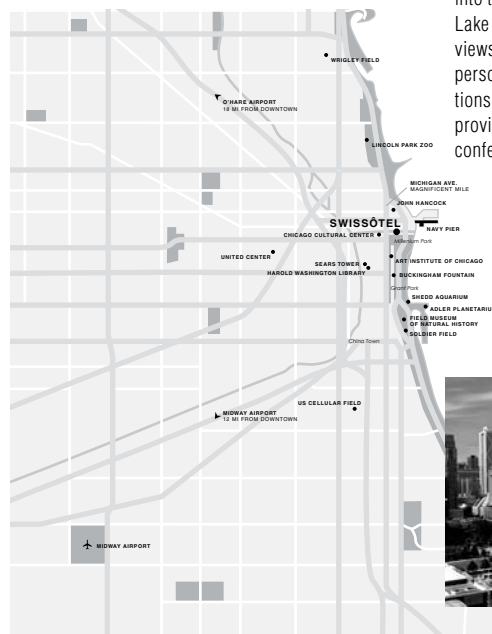 into t
Lake
views
perso
tions
provi
confe
WRIGLEY FIELD
O'HARE AIRPORT
18 MI FROM DOWNTOWN
LINCOLN PARK ZOO
MICHIGAN AVE.
MAGNIFICENT MILE
JOHN HANCOCK
SWISSÔTEL
NAVY PIER
CHICAGO CULTURAL CENTER
Millenium Park
UNITED CENTER
ART INSTITUTE OF CHICAGO
SEARS TOWER
HAROLD WASHINGTON LIBRARY
BUCKINGHAM FOUNTAIN
Grant Park
SHEDD AQUARIUM
ADLER PLANETARIU
FIELD MUSEUM
OF NATURAL HISTORY
SOLDIER FIELD
China Town
US CELLULAR FIELD
MIDWAY AIRPORT
12 MI FROM DOWNTOWN
MIDWAY AIRPORT